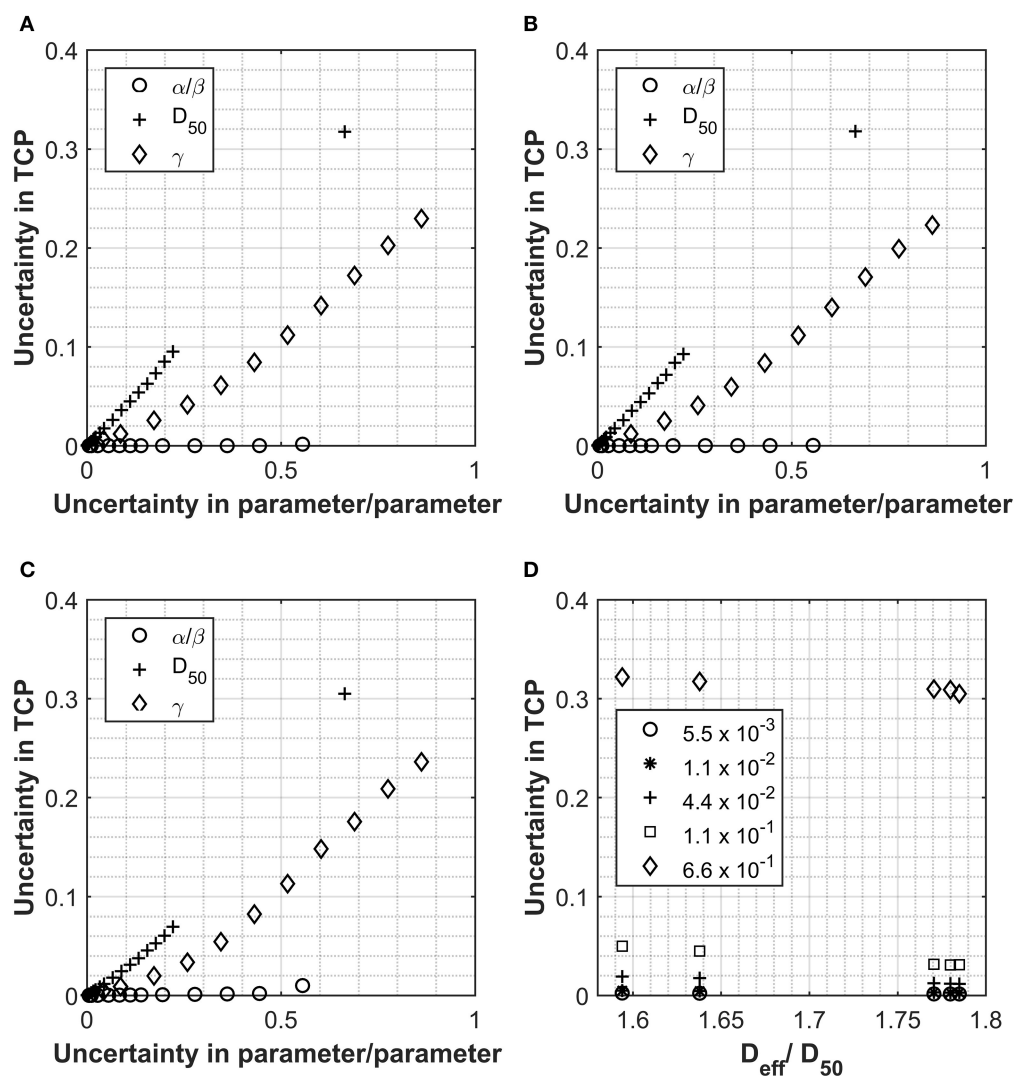 A
Uncertainty in TCP
0.4
0.3
0.2
0.1
0
α/β
D50
γ
0 0.5 1
Uncertainty in parameter/parameter
B
Uncertainty in TCP
0.4
0.3
0.2
0.1
0
α/β
D50
γ
0 0.5 1
Uncertainty in parameter/parameter
C
Uncertainty in TCP
0.4
0.3
0.2
0.1
0
α/β
D50
γ
0 0.5 1
Uncertainty in parameter/parameter
D
Uncertainty in TCP
0.4
0.3
0.2
0.1
0
5.5 x 10-3
1.1 x 10-2
4.4 x 10-2
1.1 x 10-1
6.6 x 10-1
1.6 1.65 1.7 1.75 1.8
Deff/ D50